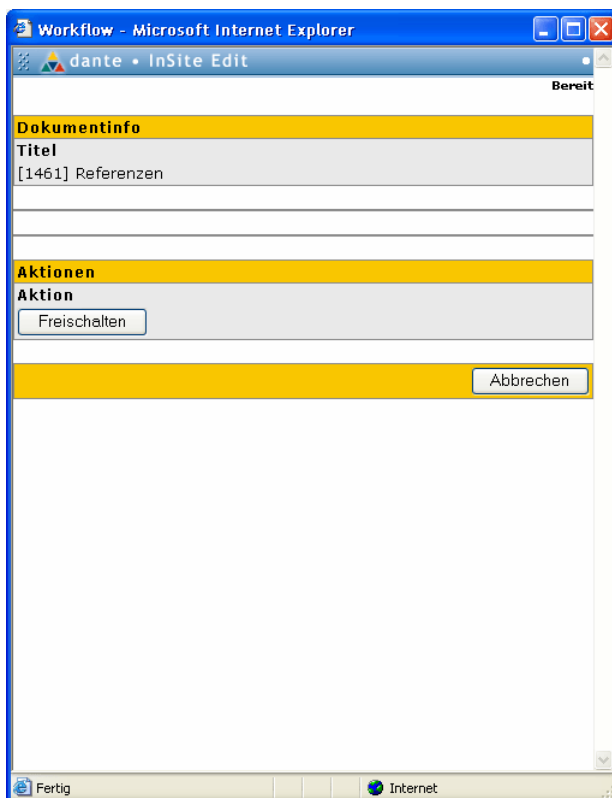 Workflow - Microsoft Internet Explorer
dante • InSite Edit
Bereit
Dokumentinfo
Titel
[1461] Referenzen
Aktionen
Aktion
Freischalten
Abbrechen
Fertig
Internet